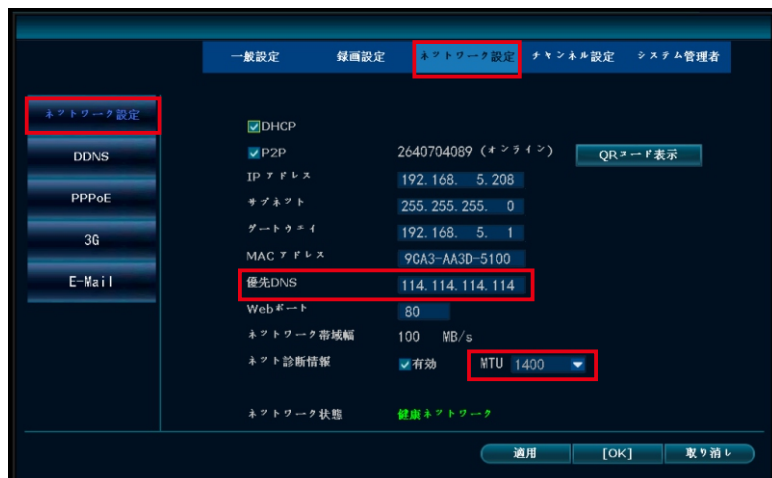 一般設定 録画設定 ネットワーク設定 チャンネル設定 システム管理者
ネットワーク設定
DDNS
PPPoE
3G
E-Mail
DHCP
P2P 2640704089 (オンライン) QRコード表示
IP アドレス 192.168. 5.208
サブネット 255.255.255. 0
ゲートウェイ 192.168. 5. 1
MAC アドレス 9CA3-AA3D-5100
優先DNS 114.114.114.114
Webポート 80
ネットワーク帯域幅 100 MB/s
ネット診断情報 有効 MTU 1400
ネットワーク状態 健康ネットワーク
適用 [OK] 取り消し